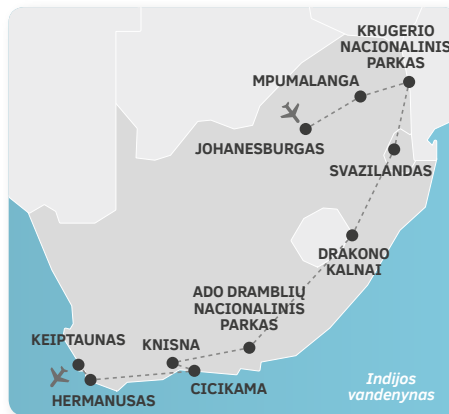 KRUGERIO
NACIONALINIS
PARKAS
MPUMALANGA
JOHANESBURGAS
SVAZILANDAS
DRAKONO
KALNAI
ADO DRAMBLIŲ
NACIONALINIS
PARKAS
KEIPTAUNAS
KNISNA
CICIKAMA
HERMANUSAS
Indijos
vandenynas